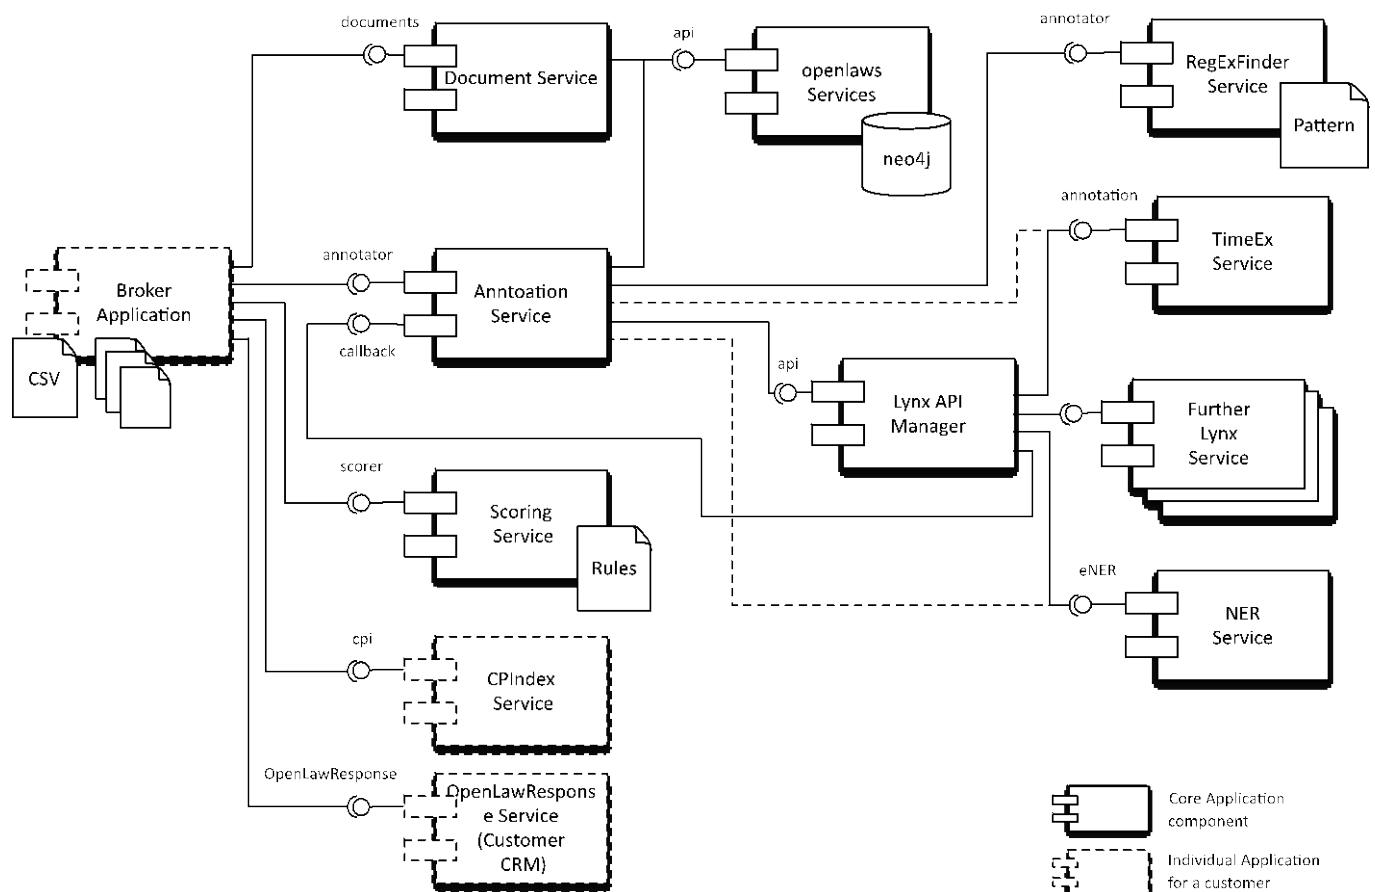 documents
Document Service
api
openlaws
Services
neo4j
annotator
RegExFinder
Service
Pattern
annotation
TimeEx
Service
Broker
Application
CSV
annotator
Anntoation
Service
callback
api
Lynx API
Manager
Further
Lynx
Service
scorer
Scoring
Service
Rules
eNER
NER
Service
cpi
CPIndex
Service
OpenLawResponse
OpenLawRespons
e Service
(Customer
CRM)
Core Application
component
Individual Application
for a customer